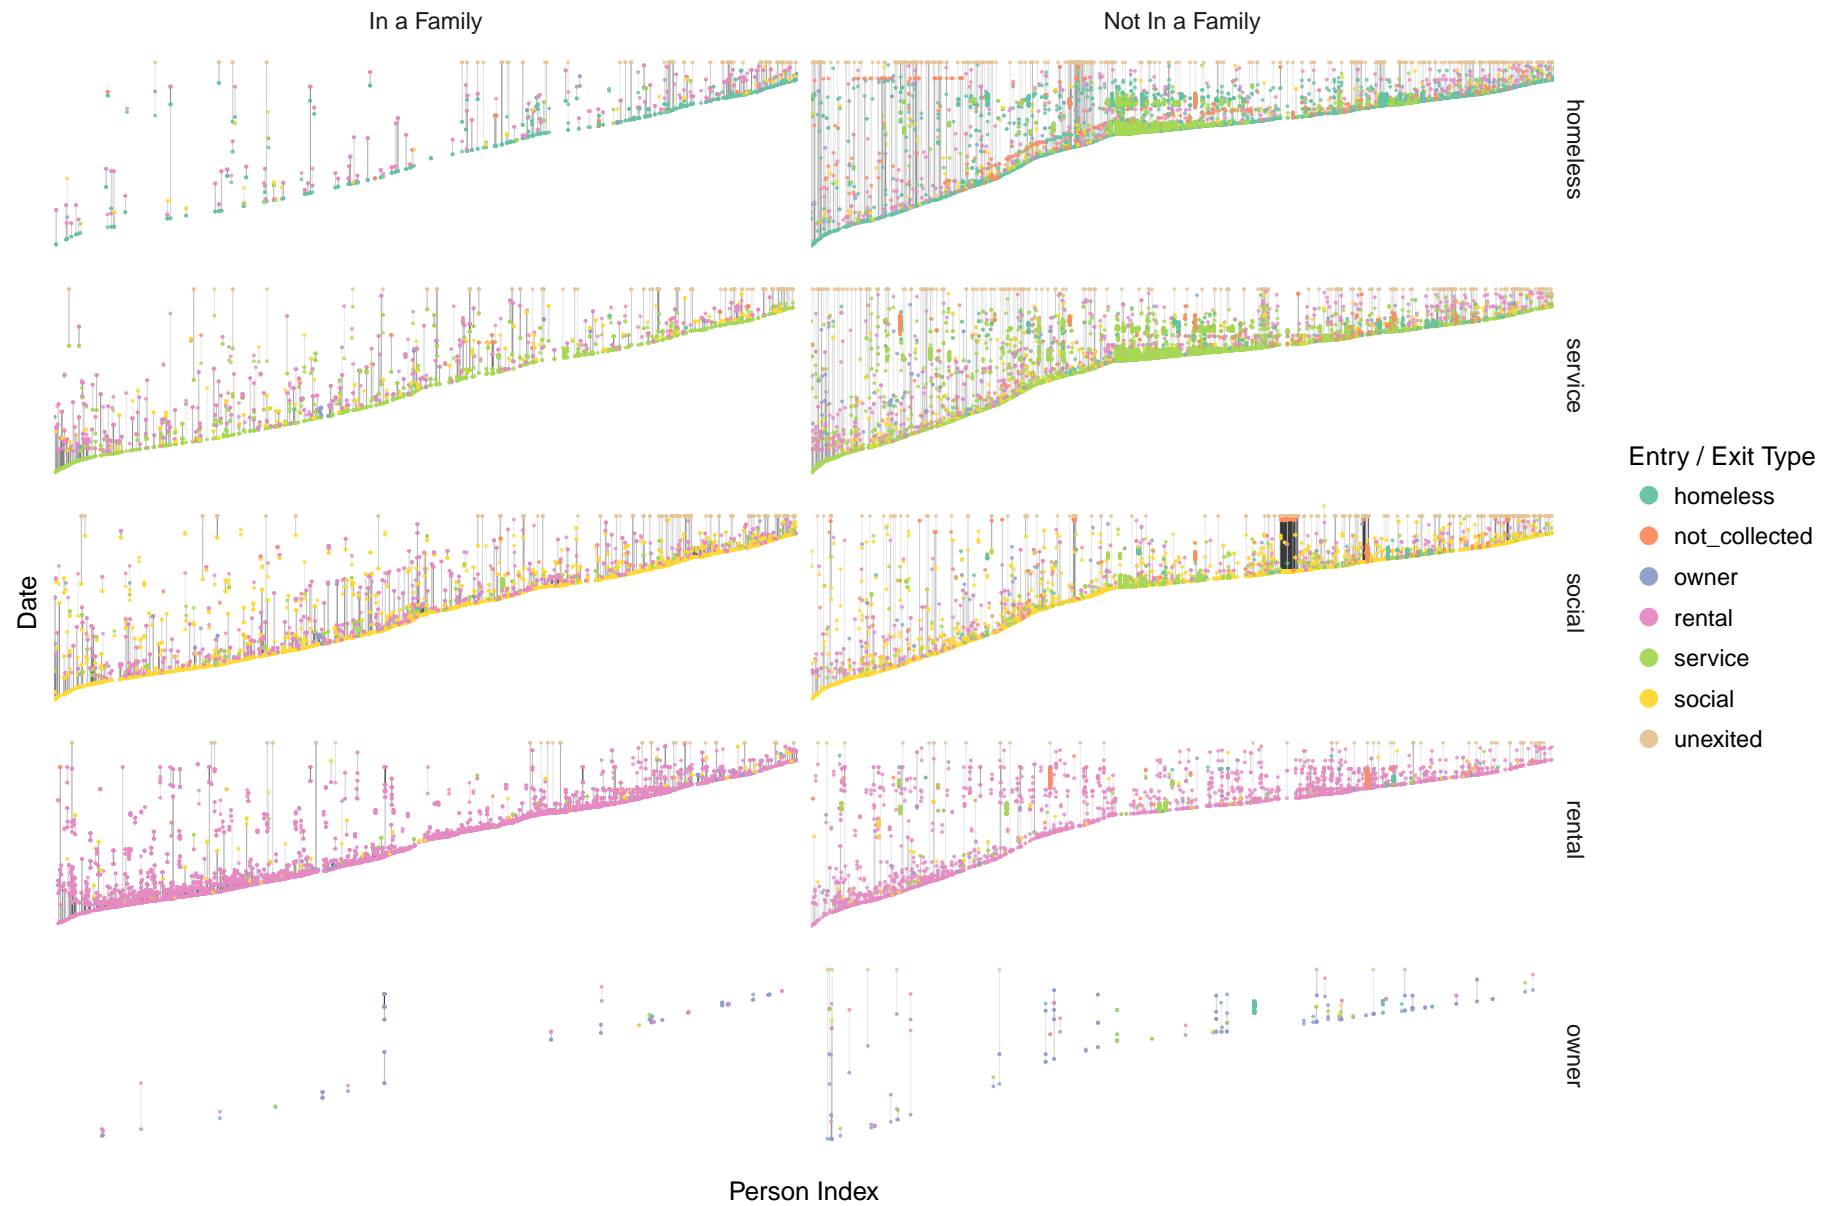 In a Family
Not In a Family
homeless
service
social
rental
owner
Date
Person Index
Entry / Exit Type
homeless
not_collected
owner
rental
service
social
unexited